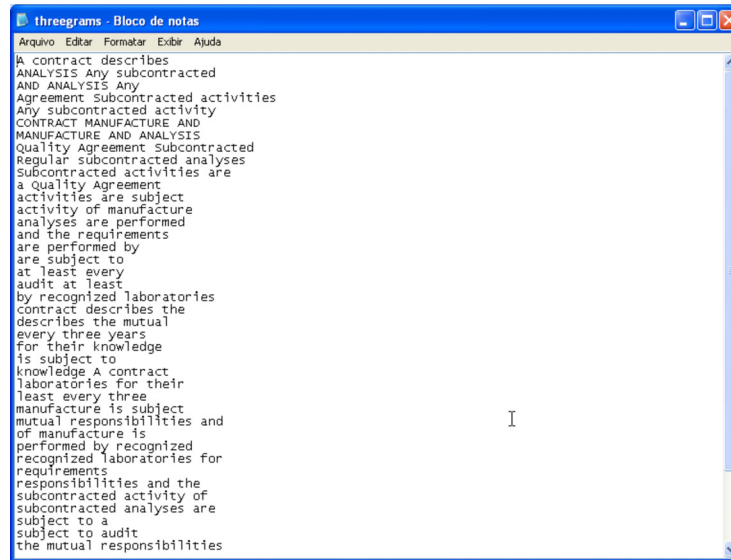 threegrams - Bloco de notas
Arquivo Editar Formatar Exibir Ajuda
A contract describes
ANALYSIS Any subcontracted
AND ANALYSIS Any
Agreement Subcontracted activities
Any subcontracted activity
CONTRACT MANUFACTURE AND
MANUFACTURE AND ANALYSIS
Quality Agreement Subcontracted
Regular subcontracted analyses
Subcontracted activities are
a Quality Agreement
activities are subject
activity of manufacture
analyses are performed
and the requirements
are performed by
are subject to
at least every
audit at least
by recognized laboratories
contract describes the
describes the mutual
every three years
for their knowledge
is subject to
knowledge A contract
laboratories for their
least every three
manufacture is subject
mutual responsibilities and
of manufacture is
performed by recognized
recognized laboratories for
requirements
responsibilities and the
subcontracted activity of
subcontracted analyses are
subject to a
subject to audit
the mutual responsibilities